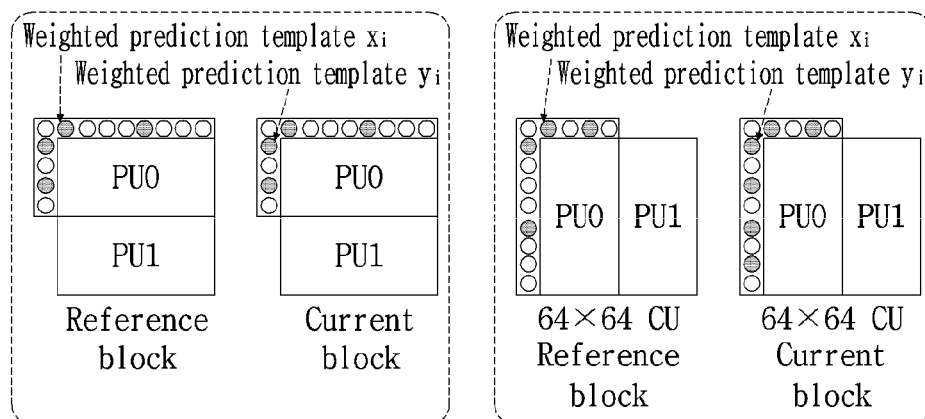 Weighted prediction template xi
Weighted prediction template yi
PU0
PU1
Reference block
PU0
PU1
Current block
Weighted prediction template xi
Weighted prediction template yi
PU0 PU1
64×64 CU
Reference block
PU0 PU1
64×64 CU
Current block